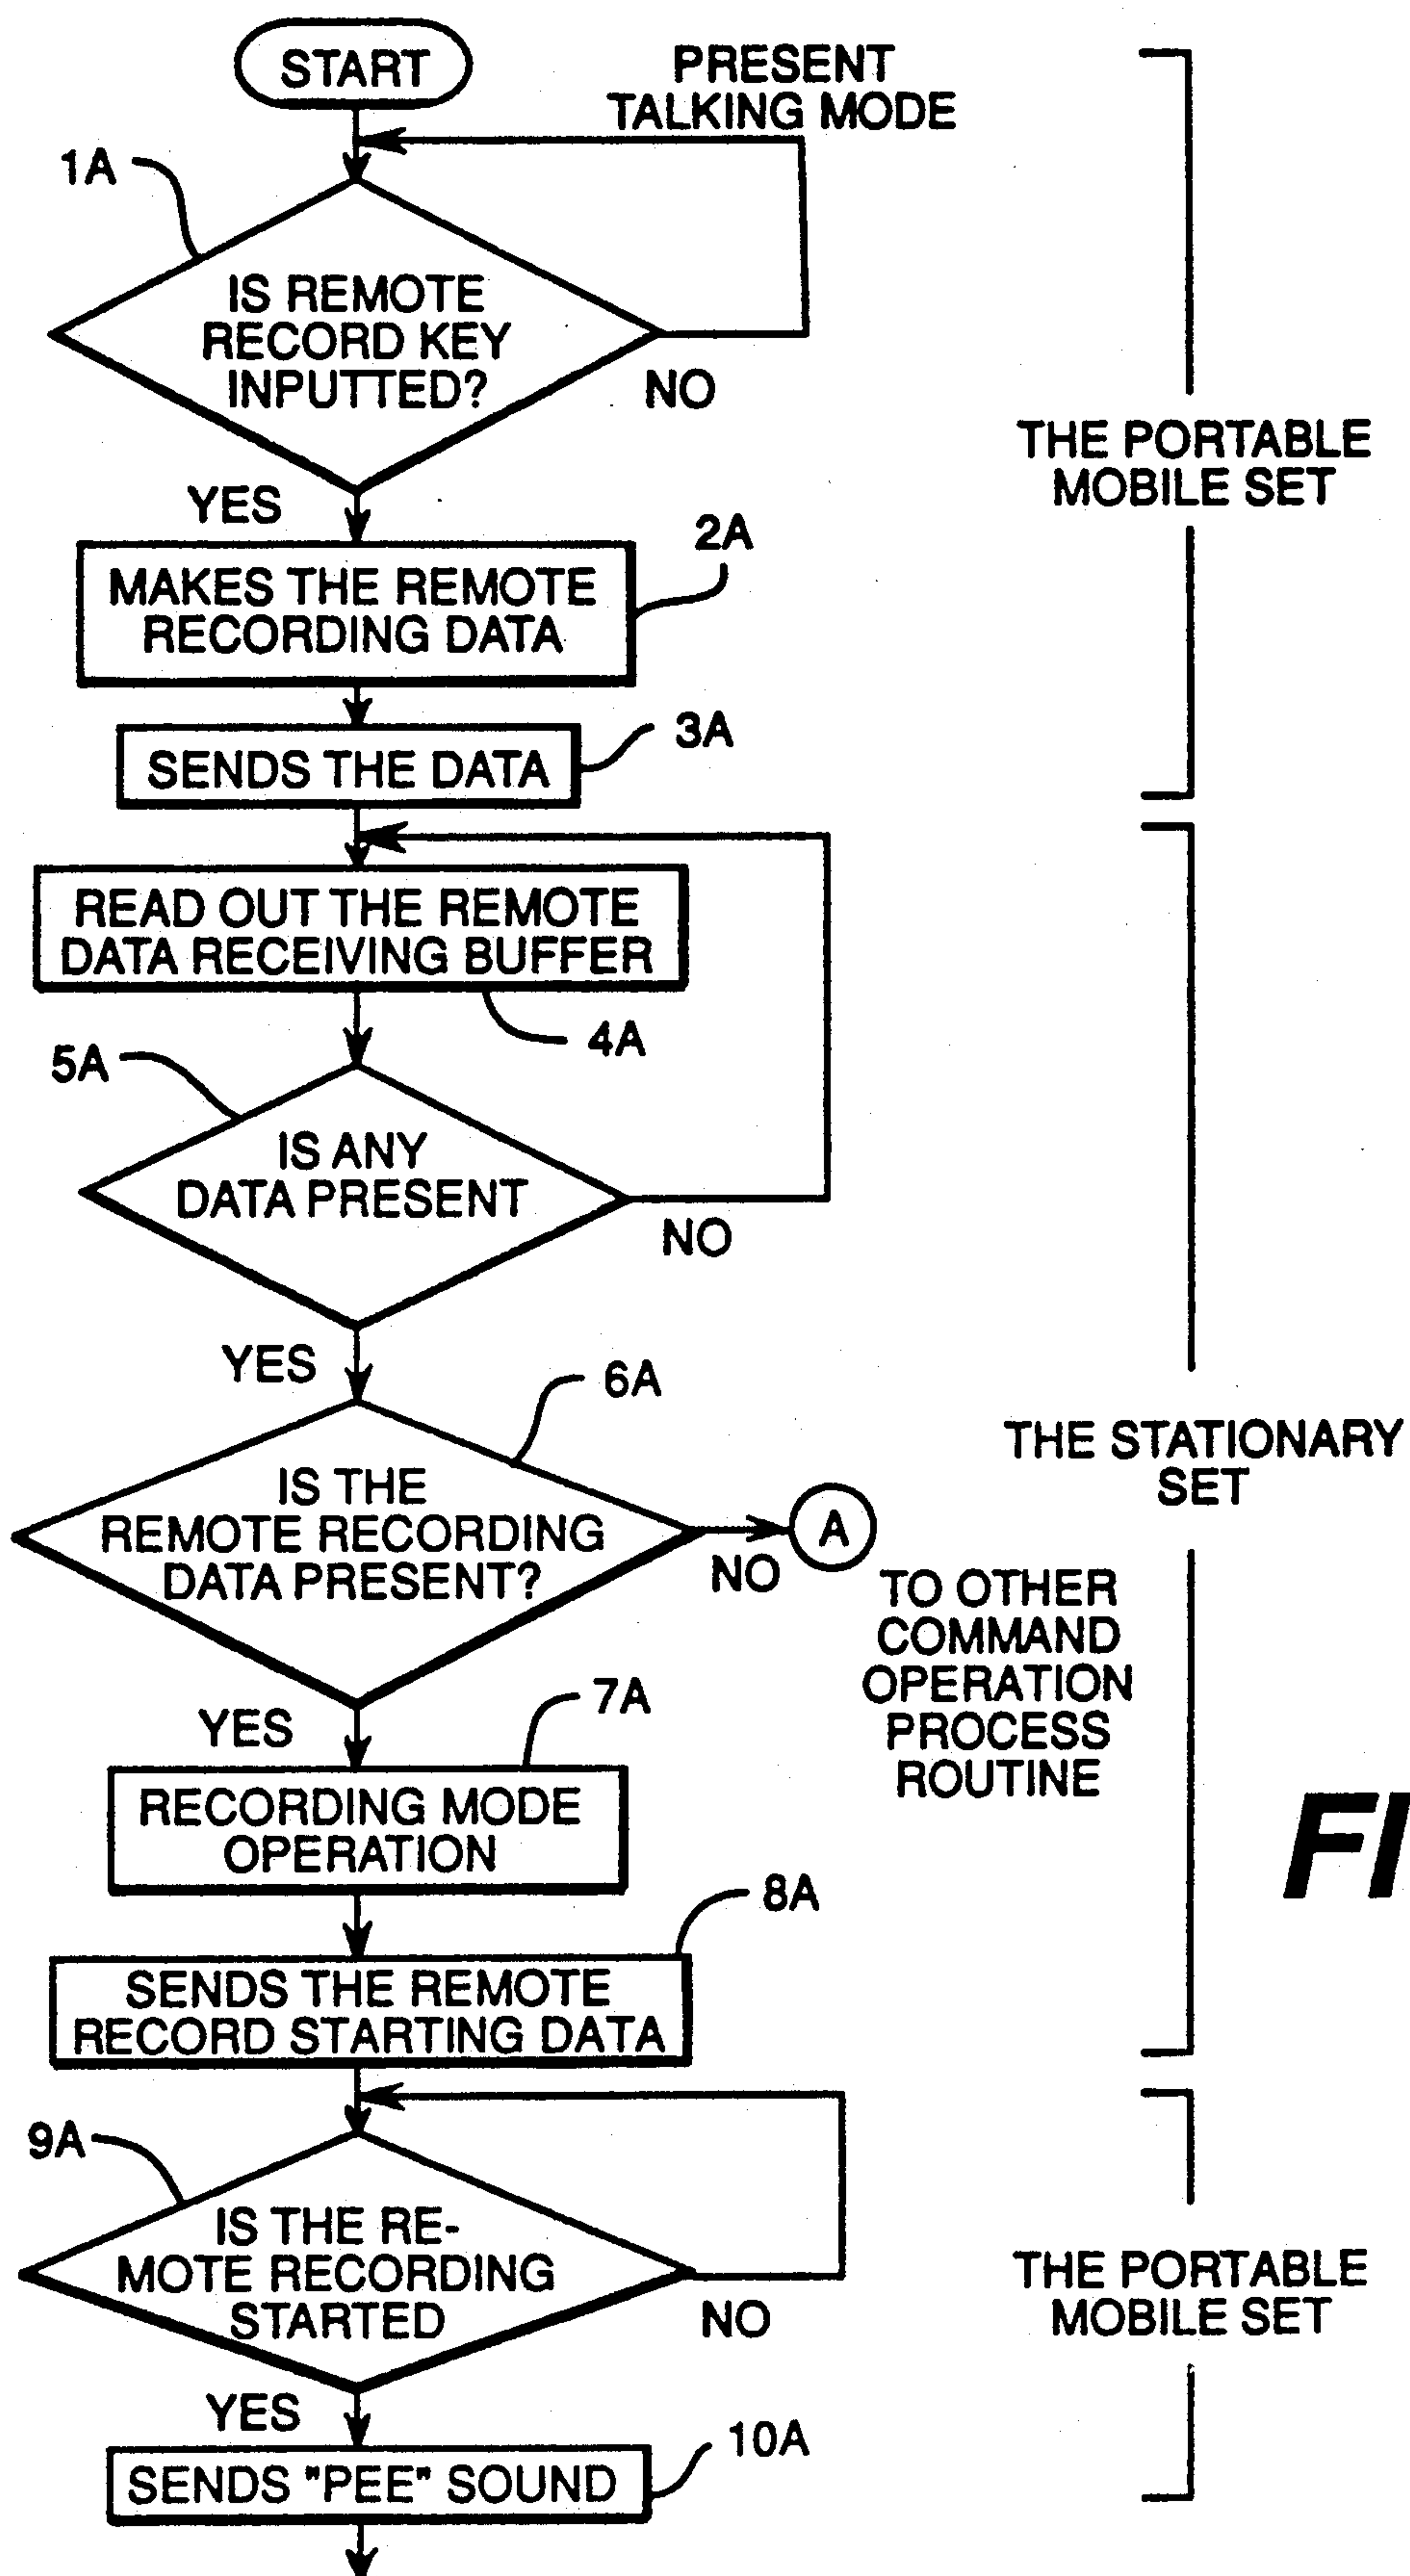 START
PRESENT
TALKING MODE
1A
IS REMOTE
RECORD KEY
INPUTTED?
NO
YES
THE PORTABLE
MOBILE SET
2A
MAKES THE REMOTE
RECORDING DATA
3A
SENDS THE DATA
READ OUT THE REMOTE
DATA RECEIVING BUFFER
4A
5A
IS ANY
DATA PRESENT
NO
YES
6A
THE STATIONARY
SET
IS THE
REMOTE RECORDING
DATA PRESENT?
NO
A
TO OTHER
COMMAND
OPERATION
PROCESS
ROUTINE
YES
7A
RECORDING MODE
OPERATION
FI
8A
SENDS THE REMOTE
RECORD STARTING DATA
9A
IS THE RE-
MOTE RECORDING
STARTED
NO
THE PORTABLE
MOBILE SET
YES
10A
SENDS "PEE" SOUND